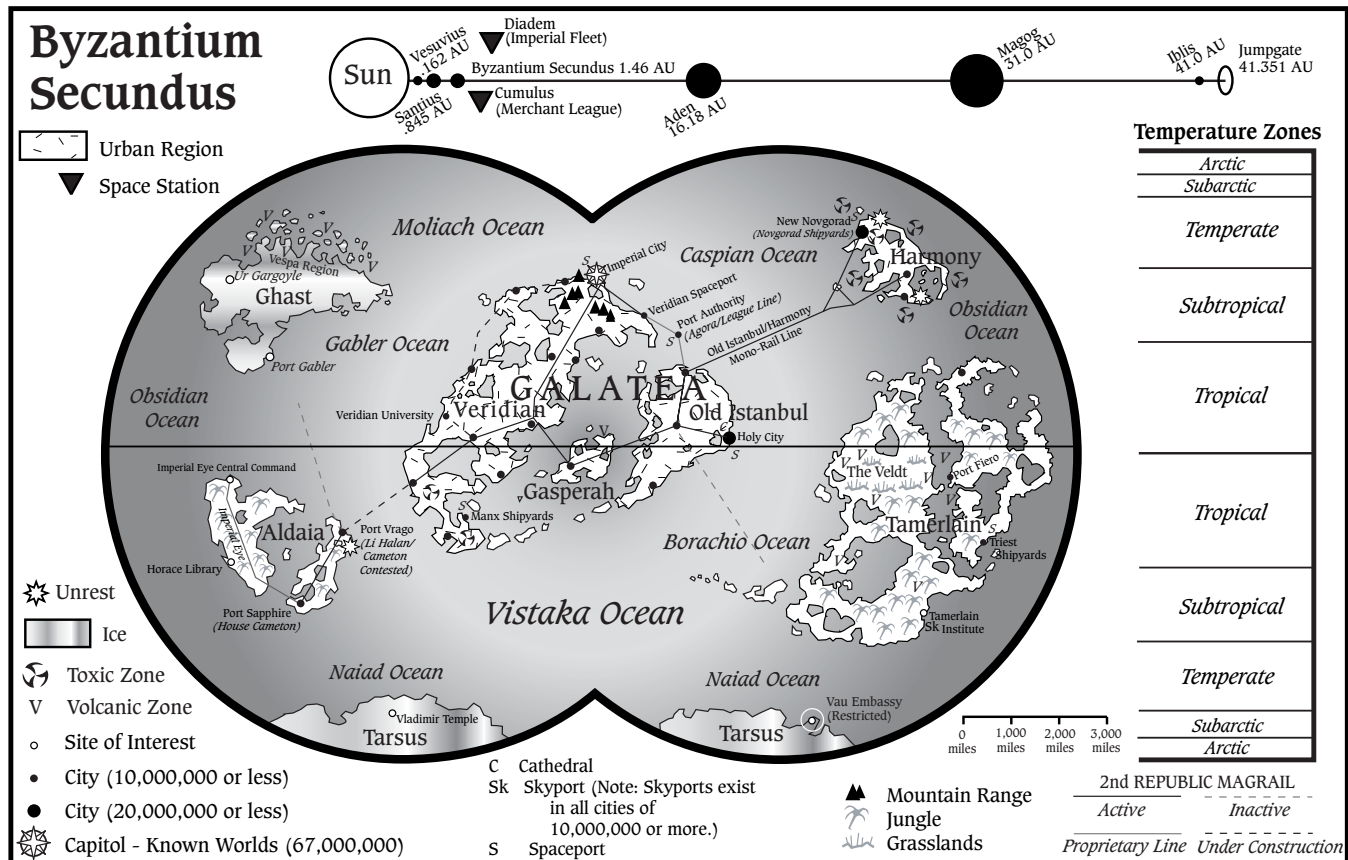 Byzantium
Secundus
Sun
Vesuvius
.162 AU
Santius
.845 AU
Diadem
(Imperial Fleet)
Byzantium Secundus 1.46 AU
Cumulus
(Merchant League)
Aden
16.18 AU
Magog
31.0 AU
Iblis
41.0 AU
Jumpgate
41.351 AU
Urban Region
Space Station
Temperature Zones
Arctic
Subarctic
Temperate
Subtropical
Tropical
Tropical
Subtropical
Temperate
Subarctic
Arctic
Moliach Ocean
Vespa Region
Ur Gargoyle
Ghast
Port Gabler
Gabler Ocean
Obsidian
Ocean
S
Imperial City
Veridian Spaceport
Port Authority
(Agora/League Line)
S
Old Istanbul/Harmony
Mono-Rail Line
Caspian Ocean
New Novgorad
(Novgorad Shipyards)
S
Harmony
Obsidian
Ocean
GALATEA
Veridian University
Veridian
Old Istanbul
C
Holy City
S
V
Gasperah
S
Manx Shipyards
Imperial Eye Central Command
Imperial Eye
Aldaia
Horace Library
Port Vrago
(Li Halan/
Cameton
Contested)
Port Sapphire
(House Cameton)
The Veldt
Port Fiero
Tamerlain
S
Triest
Shipyards
Tamerlain
Sk Institute
Borachio Ocean
Vistaka Ocean
Naiad Ocean
Vladimir Temple
Tarsus
Naiad Ocean
Vau Embassy
(Restricted)
Tarsus
0 1,000 2,000 3,000
miles miles miles miles
Unrest
Ice
Toxic Zone
V Volcanic Zone
Site of Interest
City (10,000,000 or less)
City (20,000,000 or less)
Capitol - Known Worlds (67,000,000)
C Cathedral
Sk Skyport (Note: Skyports exist
in all cities of
10,000,000 or more.)
S Spaceport
Mountain Range
Jungle
Grasslands
2nd REPUBLIC MAGRAIL
Active Inactive
Proprietary Line Under Construction